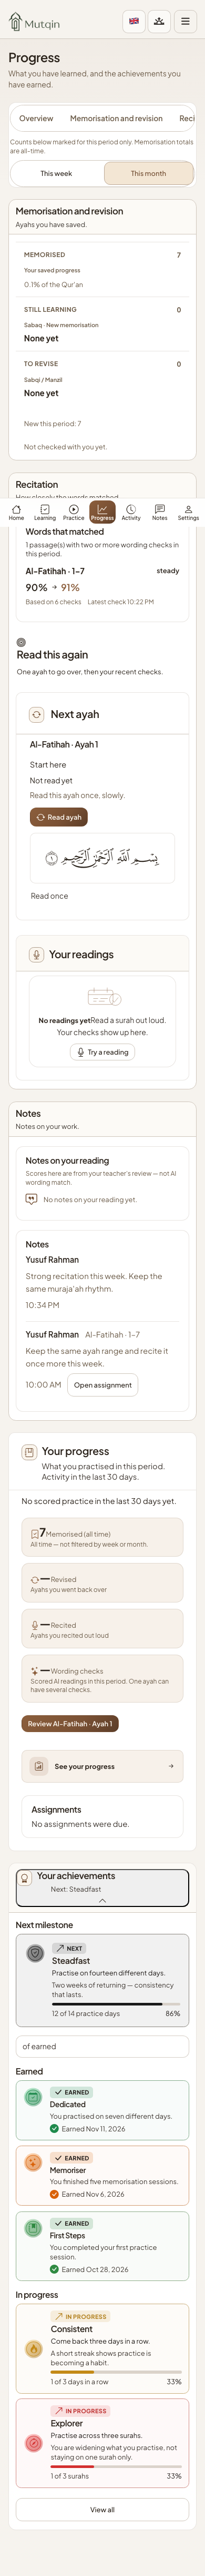 Mutqin
Progress
What you have learned, and the achievements you
have earned.
Overview
Memorisation and revision
Reci
Counts below marked for this period only. Memorisation totals
are all-time.
This week
This month
Memorisation and revision
Ayahs you have saved.
MEMORISED
7
Your saved progress
0.1% of the Qur'an
STILL LEARNING
0
Sabaq · New memorisation
None yet
TO REVISE
0
Sabqi / Manzil
None yet
New this period: 7
Not checked with you yet.
Recitation
Home
Learning
Practice
Progress
Activity
Notes
Settings
Words that matched
1 passage(s) with two or more wording checks in
this period.
Al-Fatihah · 1–7
steady
90% → 91%
Based on 6 checks
Latest check 10:22 PM
Read this again
One ayah to go over, then your recent checks.
Next ayah
Al-Fatihah · Ayah 1
Start here
Not read yet
Read this ayah once, slowly.
Read ayah
بِسْمِ ٱللَّهِ ٱلرَّحْمَٰنِ ٱلرَّحِيمِ ١
Read once
Your readings
No readings yetRead a surah out loud.
Your checks show up here.
Try a reading
Notes
Notes on your work.
Notes on your reading
Scores here are from your teacher's review — not AI
wording match.
No notes on your reading yet.
Notes
Yusuf Rahman
Strong recitation this week. Keep the
same muraja'ah rhythm.
10:34 PM
Yusuf Rahman Al-Fatihah · 1–7
Keep the same ayah range and recite it
once more this week.
10:00 AM
Open assignment
Your progress
What you practised in this period.
Activity in the last 30 days.
No scored practice in the last 30 days yet.
7 Memorised (all time)
All time — not filtered by week or month.
— Revised
Ayahs you went back over
— Recited
Ayahs you recited out loud
— Wording checks
Scored AI readings in this period. One ayah can
have several checks.
Review Al-Fatihah · Ayah 1
See your progress →
Assignments
No assignments were due.
Your achievements
Next: Steadfast
Next milestone
NEXT
Steadfast
Practise on fourteen different days.
Two weeks of returning — consistency
that lasts.
12 of 14 practice days
86%
of earned
Earned
EARNED
Dedicated
You practised on seven different days.
Earned Nov 11, 2026
EARNED
Memoriser
You finished five memorisation sessions.
Earned Nov 6, 2026
EARNED
First Steps
You completed your first practice
session.
Earned Oct 28, 2026
In progress
IN PROGRESS
Consistent
Come back three days in a row.
A short streak shows practice is
becoming a habit.
1 of 3 days in a row
33%
IN PROGRESS
Explorer
Practise across three surahs.
You are widening what you practise, not
staying on one surah only.
1 of 3 surahs
33%
View all